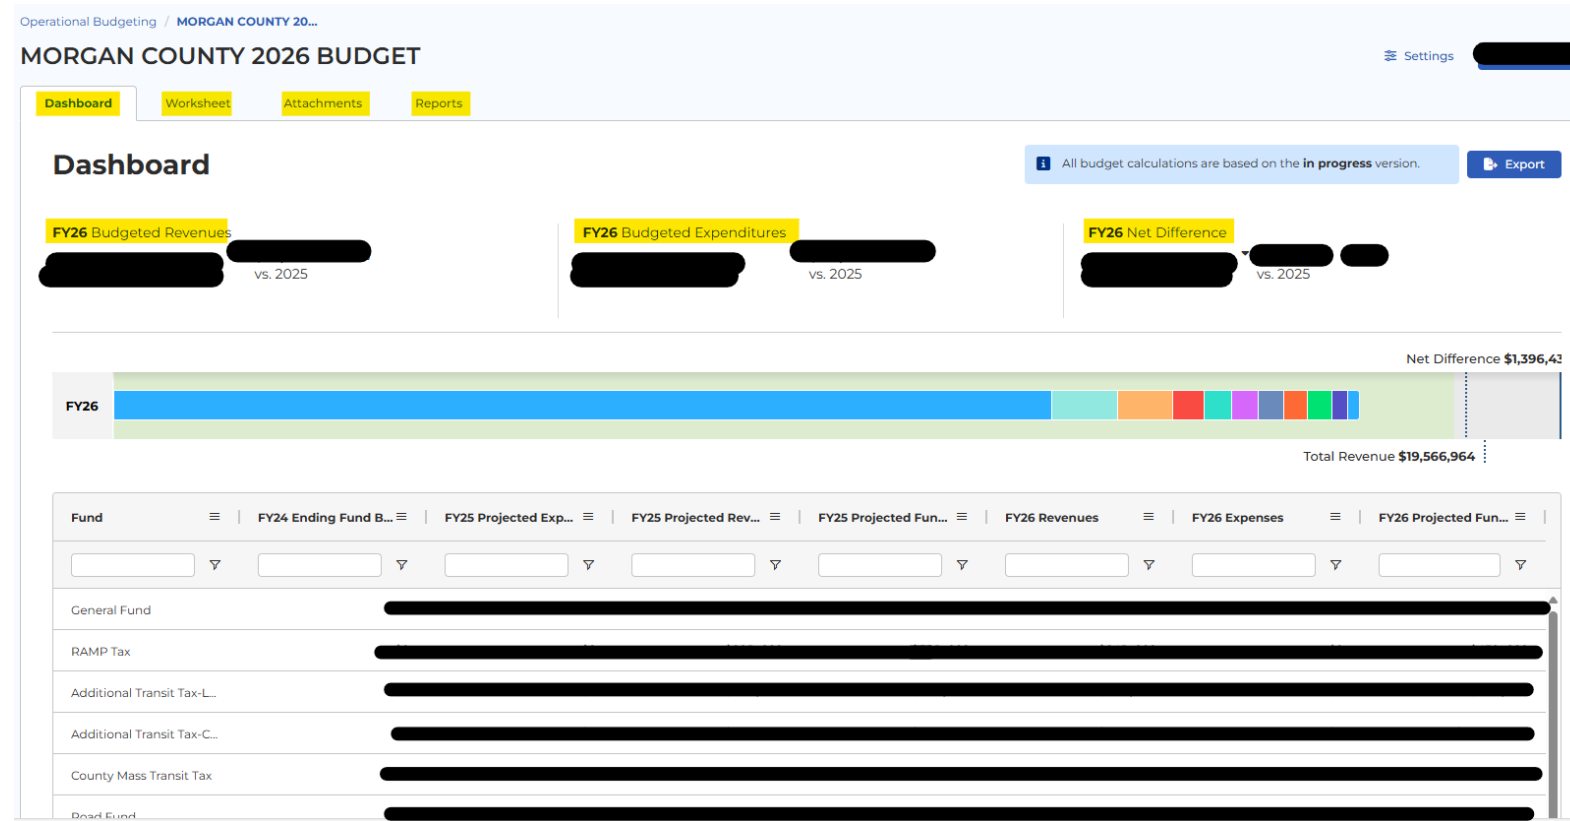 Operational Budgeting / MORGAN COUNTY 20...
MORGAN COUNTY 2026 BUDGET
Settings
Dashboard Worksheet Attachments Reports
Dashboard
All budget calculations are based on the in progress version.
Export
FY26 Budgeted Revenues
vs. 2025
FY26 Budgeted Expenditures
vs. 2025
FY26 Net Difference
vs. 2025
Net Difference $1,396,43
FY26
Total Revenue $19,566,964
Fund FY24 Ending Fund B... FY25 Projected Exp... FY25 Projected Rev... FY25 Projected Fun... FY26 Revenues FY26 Expenses FY26 Projected Fun...
General Fund
RAMP Tax
Additional Transit Tax-L...
Additional Transit Tax-C...
County Mass Transit Tax
Road Fund